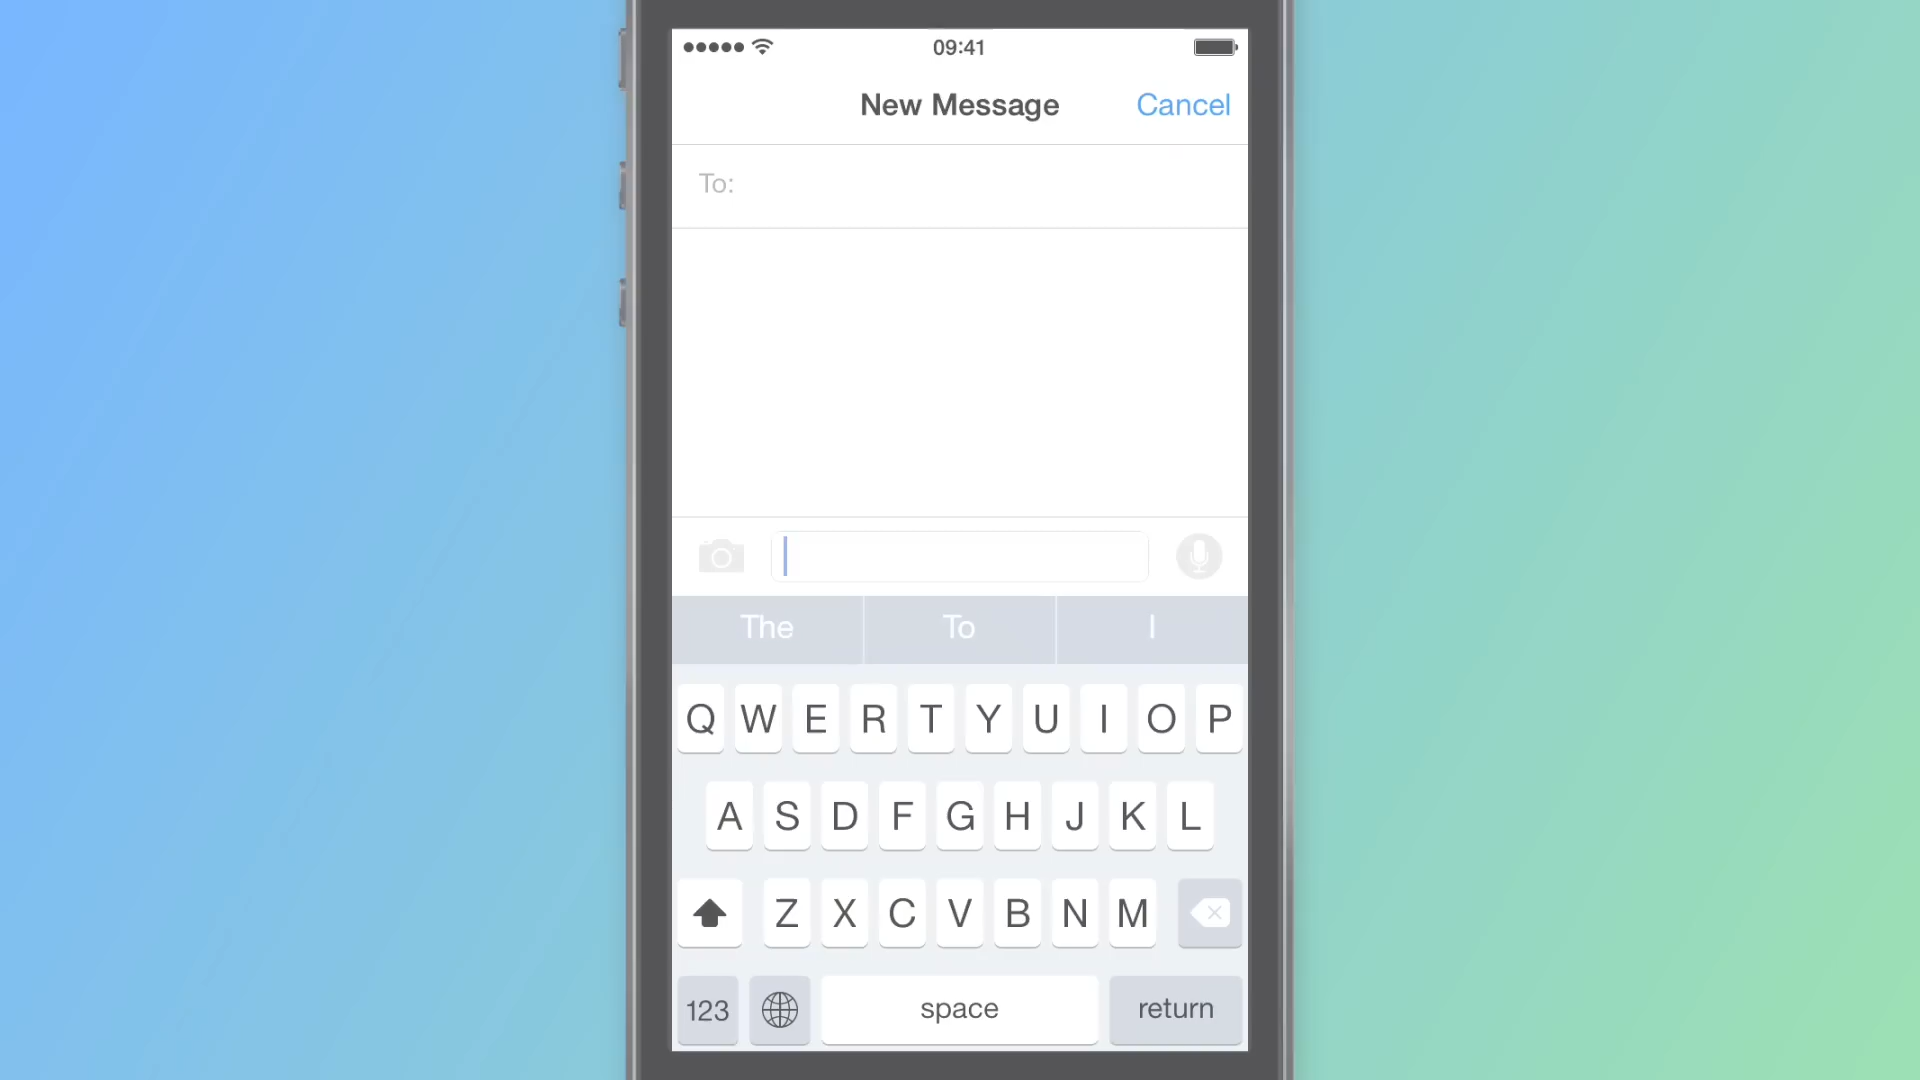 09:41
New Message Cancel
To:
The To I
Q W E R T Y U I O P
A S D F G H J K L
Z X C V B N M
123 space return